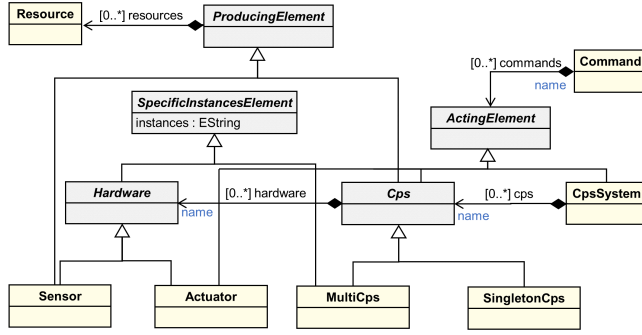 Resource
[0..*] resources
ProducingElement
[0..*] commands
Command
name
SpecificInstancesElement
instances : EString
ActingElement
Hardware
[0..*] hardware
Cps
[0..*] cps
CpsSystem
name
name
Sensor
Actuator
MultiCps
SingletonCps